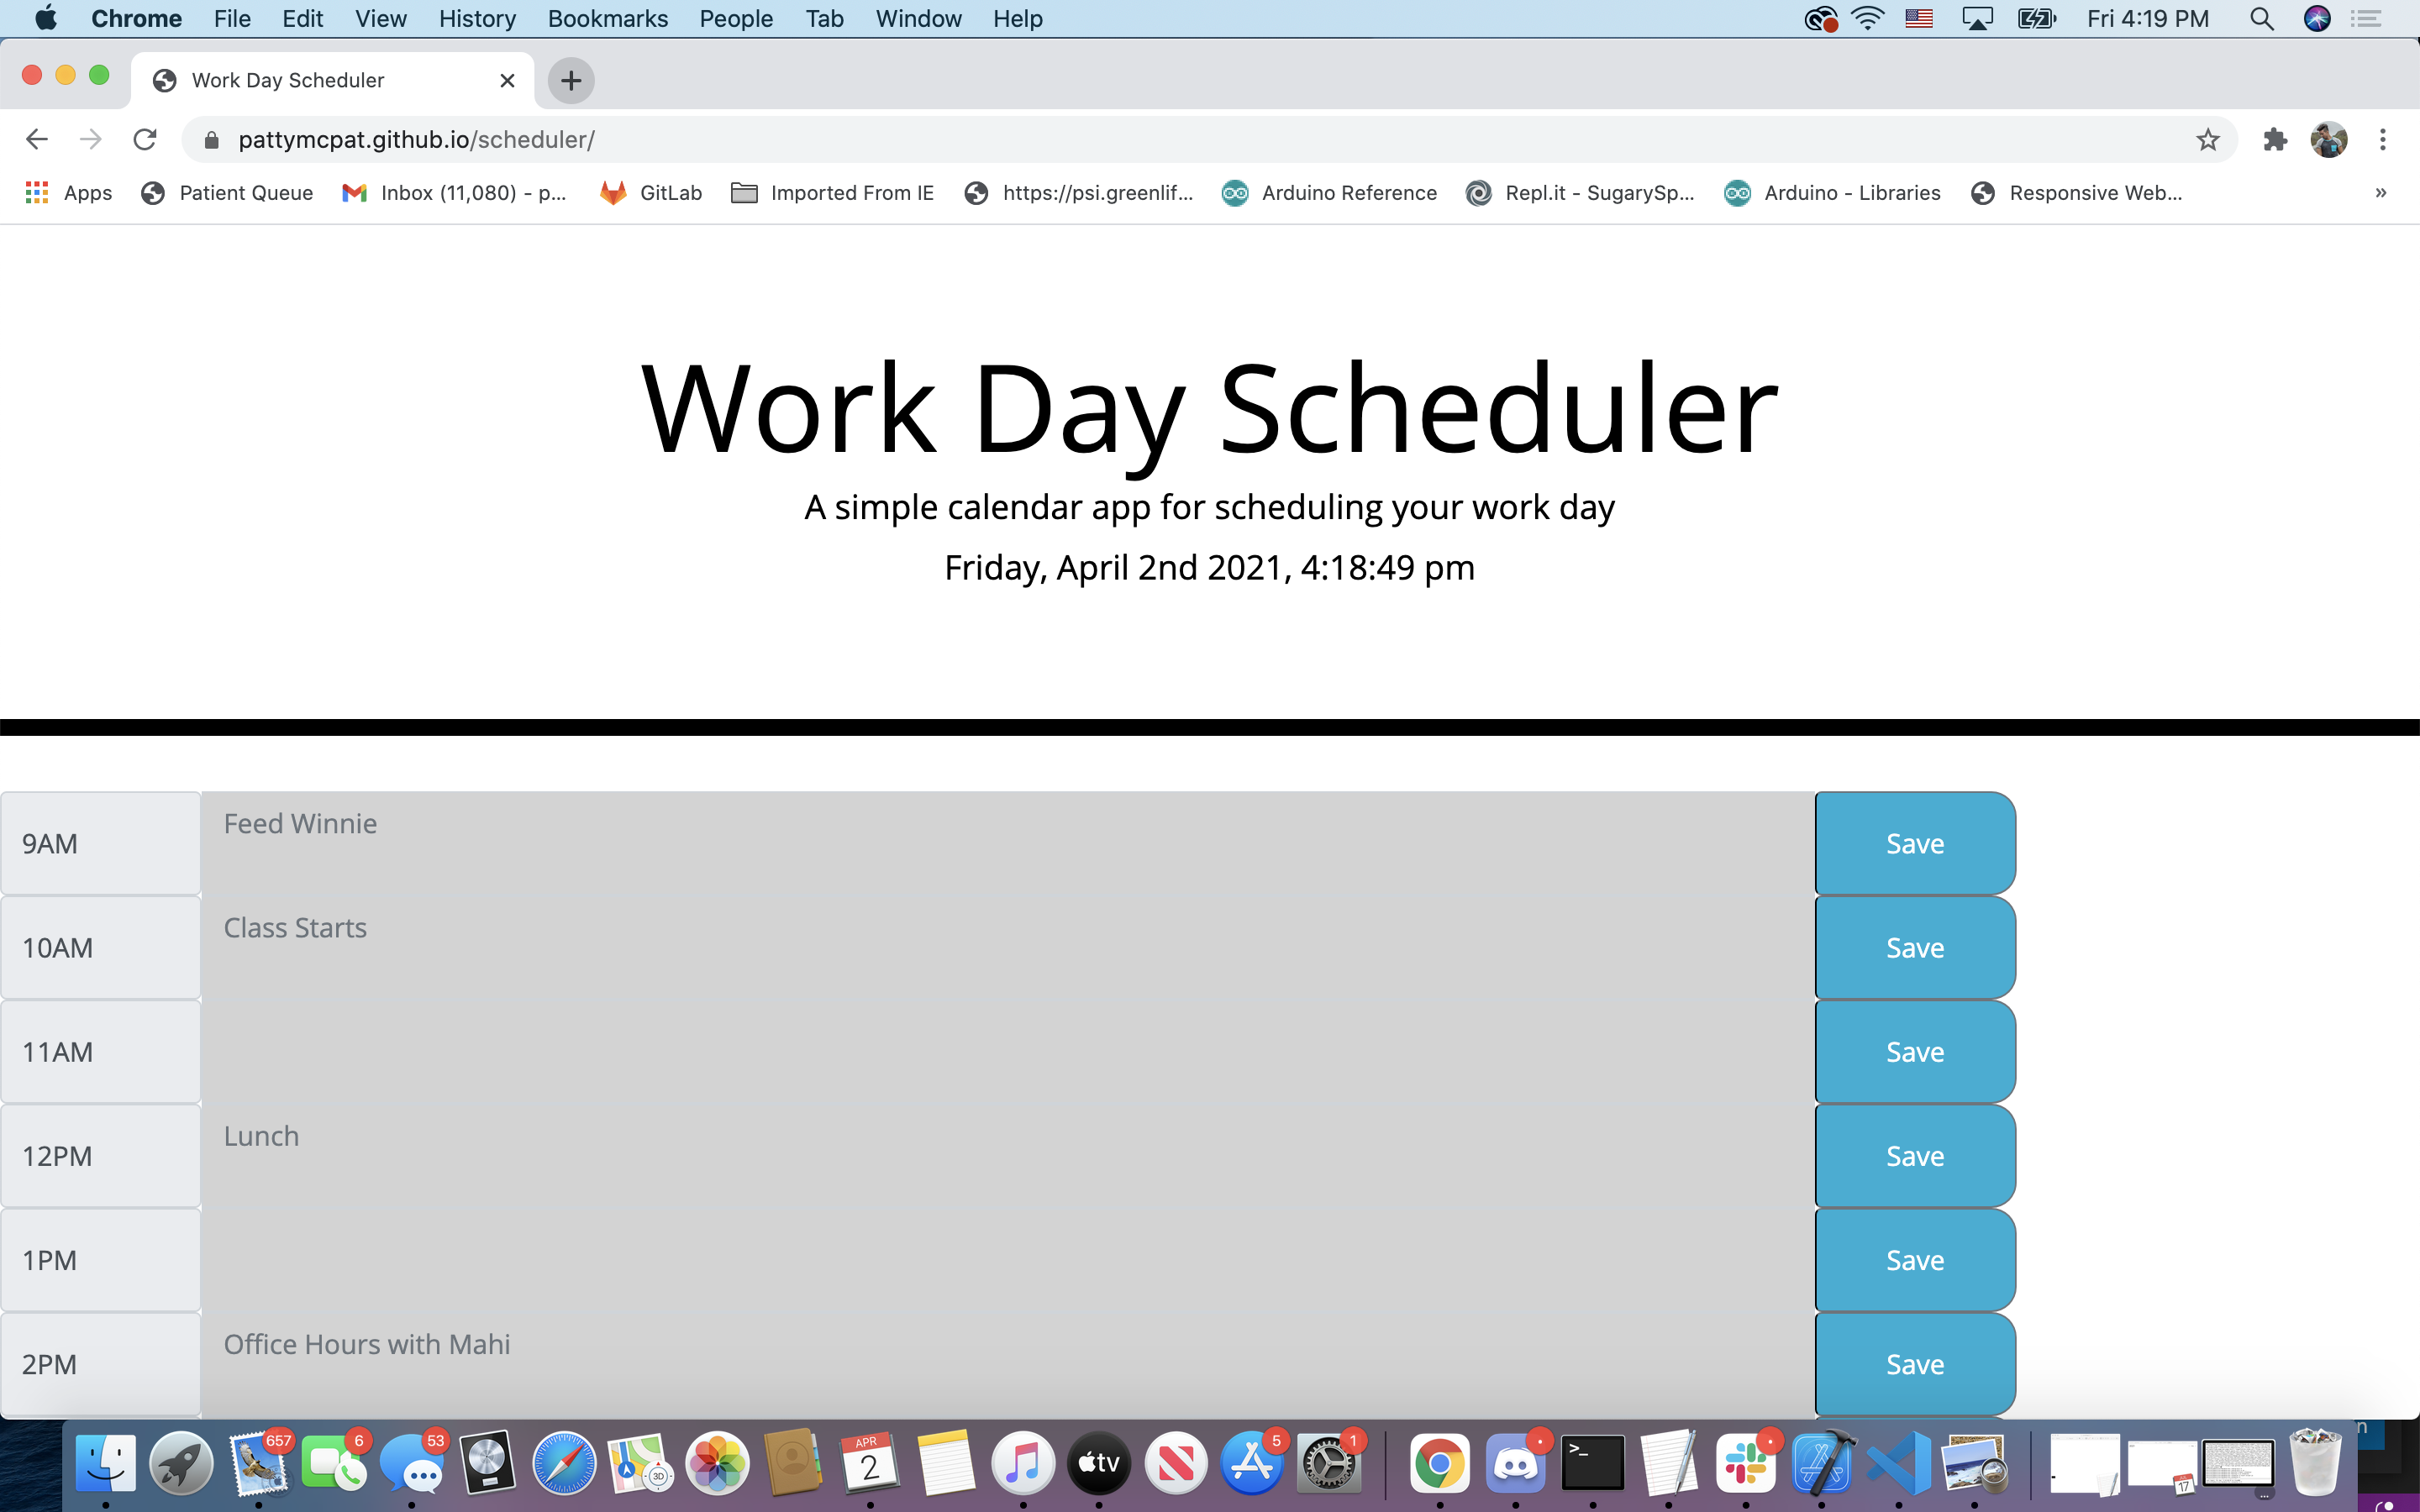 Chrome File Edit View History Bookmarks People Tab Window Help Fri 4:19 PM
Work Day Scheduler
pattymcpat.github.io/scheduler/
Apps Patient Queue Inbox (11,080) - p... GitLab Imported From IE https://psi.greenlif... Arduino Reference Repl.it - SugarySp... Arduino - Libraries Responsive Web... »
Work Day Scheduler
A simple calendar app for scheduling your work day
Friday, April 2nd 2021, 4:18:49 pm
9AM Feed Winnie Save
10AM Class Starts Save
11AM Save
12PM Lunch Save
1PM Save
2PM Office Hours with Mahi Save
657 6 53 3D APR 2 tv 5 1 >_ 17